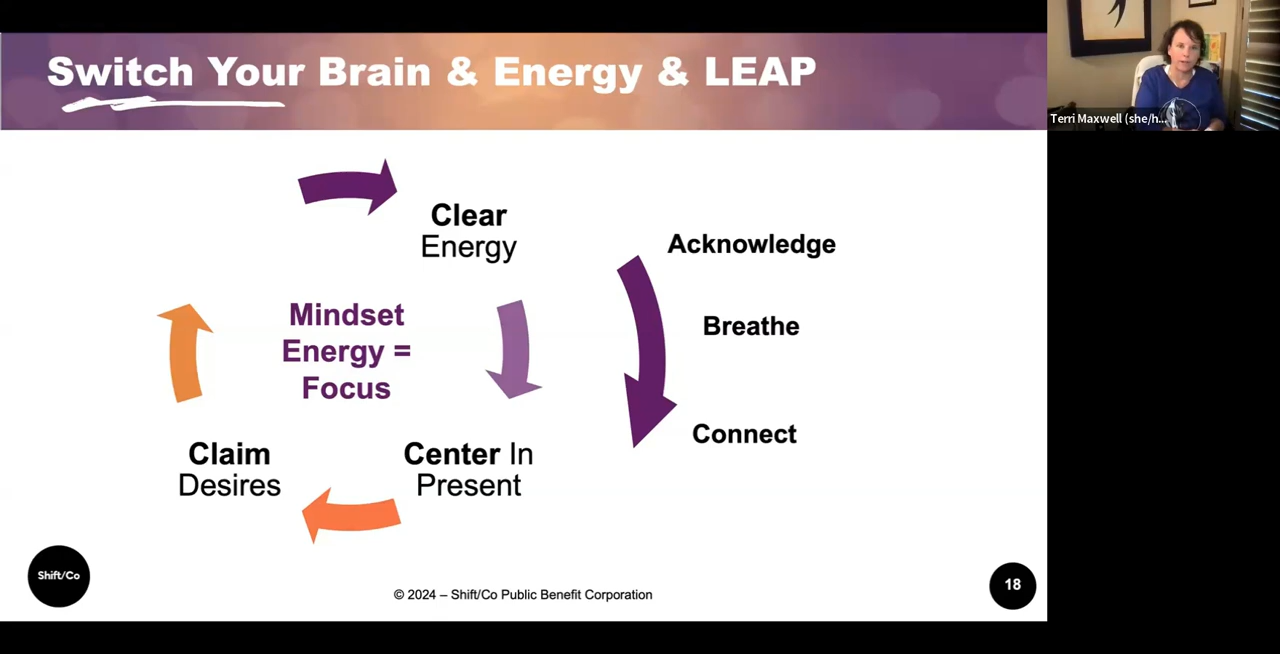 Switch Your Brain & Energy & LEAP
Terri Maxwell (she/h...
Clear
Energy
Acknowledge
Mindset
Energy =
Focus
Breathe
Connect
Claim
Desires
Center In
Present
Shift/Co
© 2024 – Shift/Co Public Benefit Corporation
18